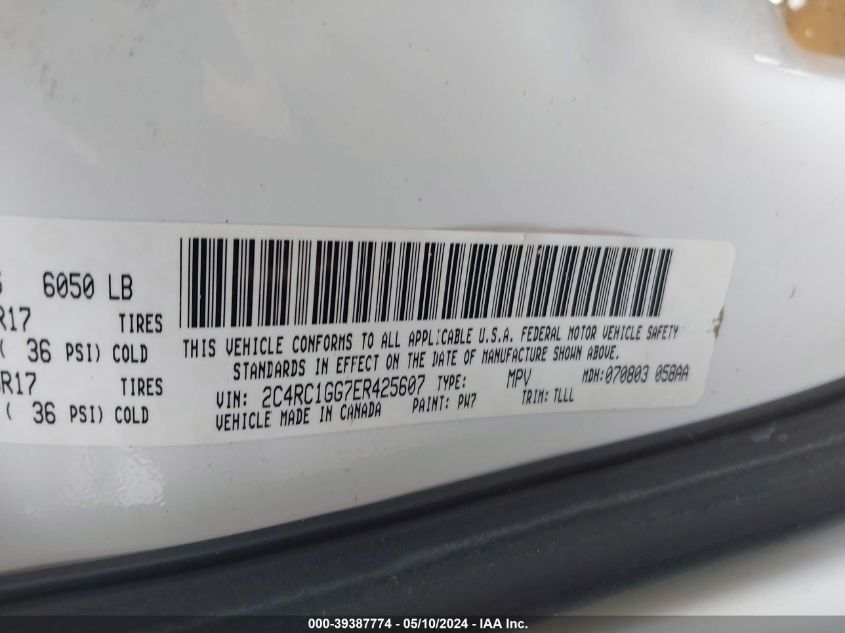 6050 LB
R17 TIRES
( 36 PSI) COLD
R17 TIRES
( 36 PSI) COLD
THIS VEHICLE CONFORMS TO ALL APPLICABLE U.S.A. FEDERAL MOTOR VEHICLE SAFETY
STANDARDS IN EFFECT ON THE DATE OF MANUFACTURE SHOWN ABOVE.
VIN: 2C4RC1GG7ER425607 TYPE: MPV MDH:070803 058AA
VEHICLE MADE IN CANADA PAINT: PW7 TRIM: TLLL
000-39387774 - 05/10/2024 - IAA Inc.